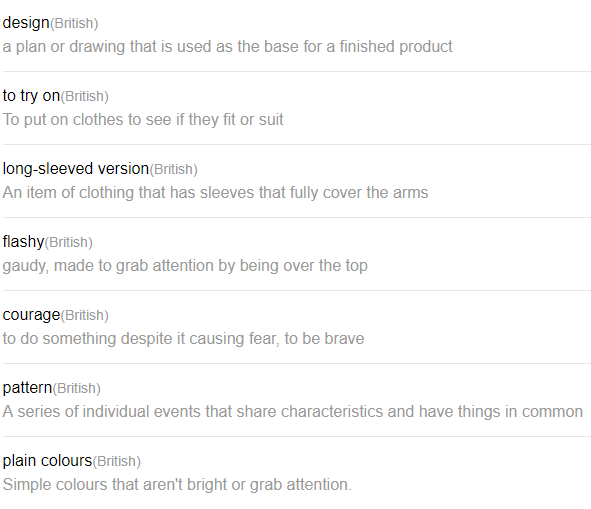 design(British)
a plan or drawing that is used as the base for a finished product
to try on(British)
To put on clothes to see if they fit or suit
long-sleeved version(British)
An item of clothing that has sleeves that fully cover the arms
flashy(British)
gaudy, made to grab attention by being over the top
courage(British)
to do something despite it causing fear, to be brave
pattern(British)
A series of individual events that share characteristics and have things in common
plain colours(British)
Simple colours that aren't bright or grab attention.